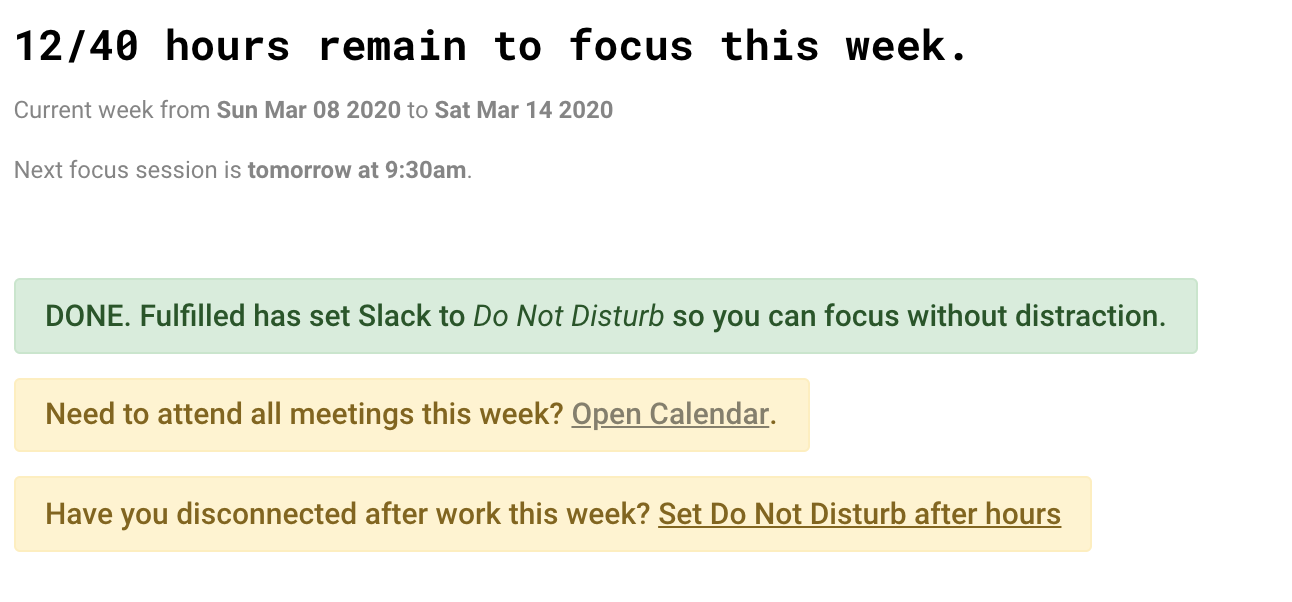 12/40 hours remain to focus this week.
Current week from Sun Mar 08 2020 to Sat Mar 14 2020
Next focus session is tomorrow at 9:30am.
DONE. Fulfilled has set Slack to Do Not Disturb so you can focus without distraction.
Need to attend all meetings this week? Open Calendar.
Have you disconnected after work this week? Set Do Not Disturb after hours